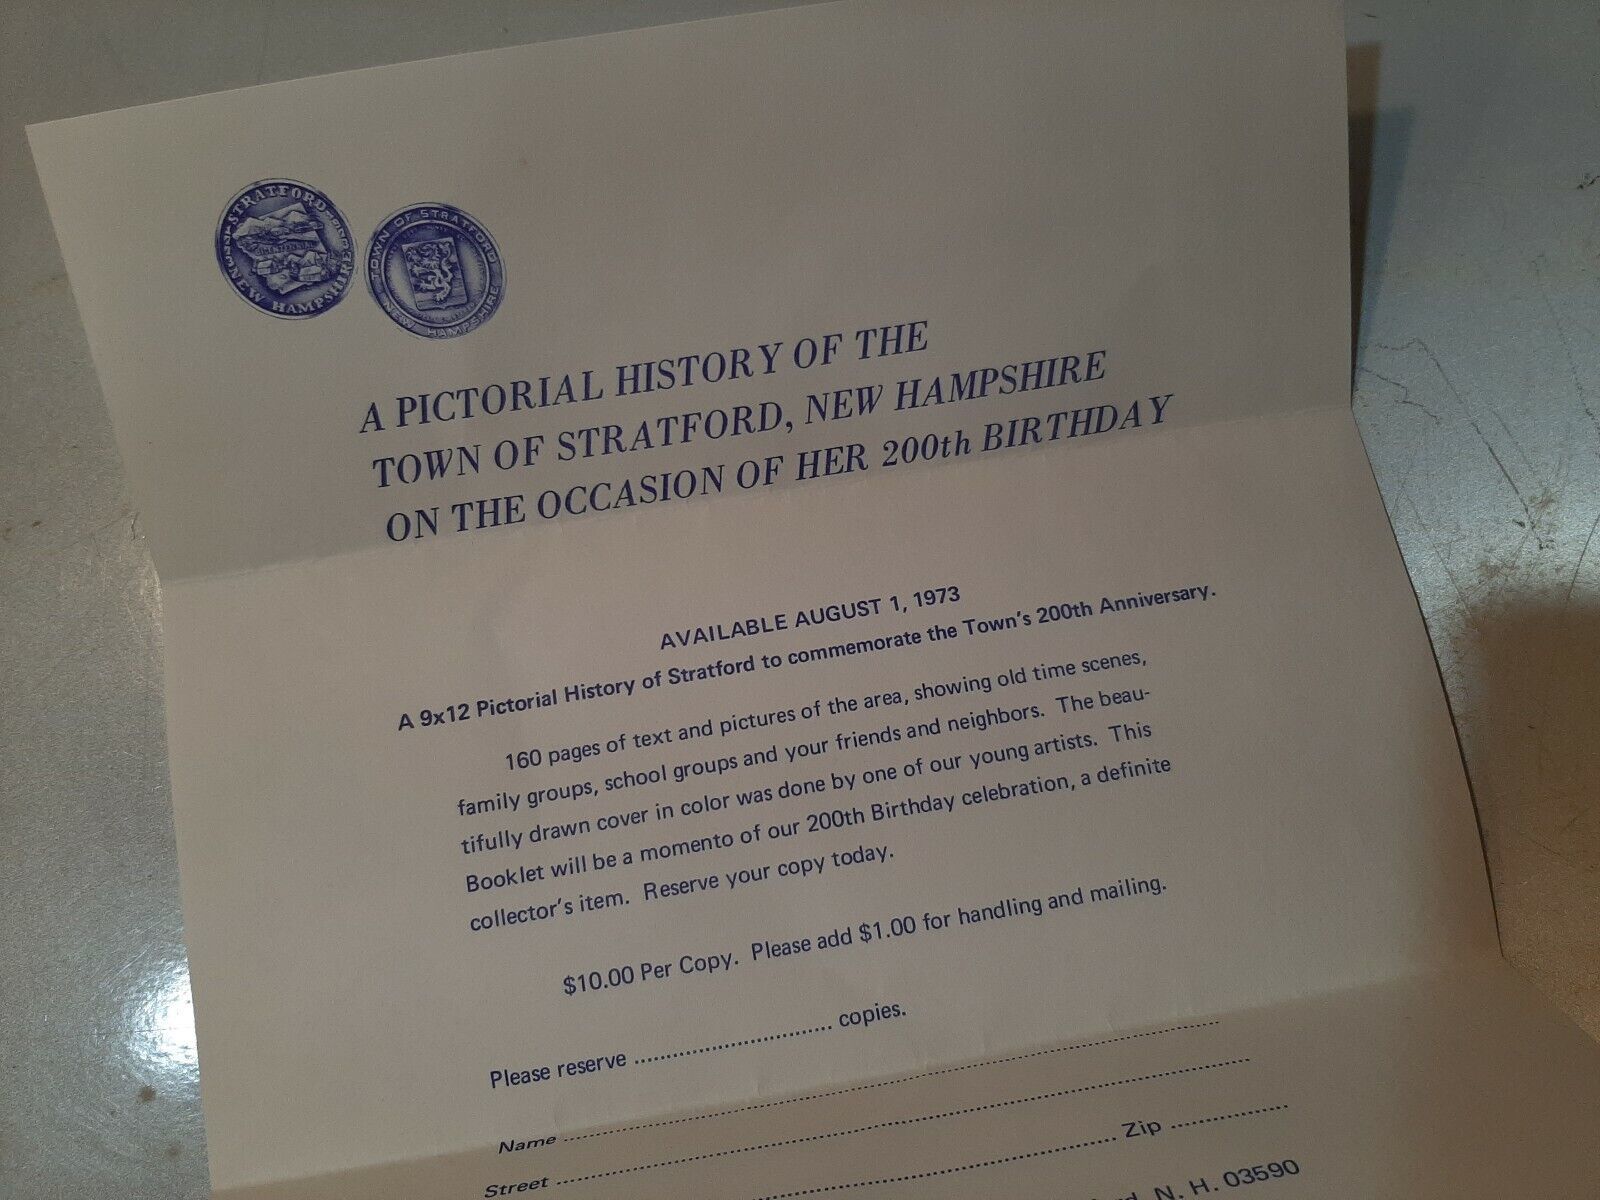 STRATFORD
NEW HAMPSHIRE
TOWN OF STRATFORD
NEW HAMPSHIRE
A PICTORIAL HISTORY OF THE
TOWN OF STRATFORD, NEW HAMPSHIRE
ON THE OCCASION OF HER 200th BIRTHDAY
AVAILABLE AUGUST 1, 1973
A 9x12 Pictorial History of Stratford to commemorate the Town's 200th Anniversary.
160 pages of text and pictures of the area, showing old time scenes,
family groups, school groups and your friends and neighbors. The beau-
tifully drawn cover in color was done by one of our young artists. This
Booklet will be a momento of our 200th Birthday celebration, a definite
collector's item. Reserve your copy today.
$10.00 Per Copy. Please add $1.00 for handling and mailing.
Please reserve .............................. copies.
Name
Street
Zip
N. H. 03590